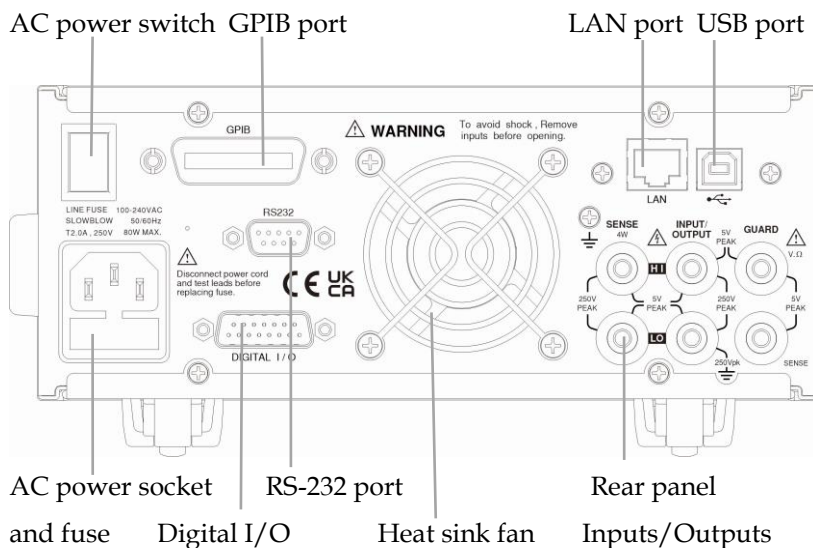 AC power switch GPIB port LAN port USB port
GPIB
WARNING
To avoid shock , Remove
inputs before opening.
LAN
LINE FUSE 100-240VAC
SLOWBLOW 50/60Hz
T2.0A , 250V 80W MAX.
RS232
Disconnect power cord
and test leads before
replacing fuse.
CE UK
CA
DIGITAL I / O
SENSE
4W
INPUT/
OUTPUT
5V
PEAK
GUARD
V.Ω
HI
250V
PEAK
5V
PEAK
250V
PEAK
5V
PEAK
LO
250Vpk
SENSE
AC power socket RS-232 port Rear panel
and fuse Digital I/O Heat sink fan Inputs/Outputs